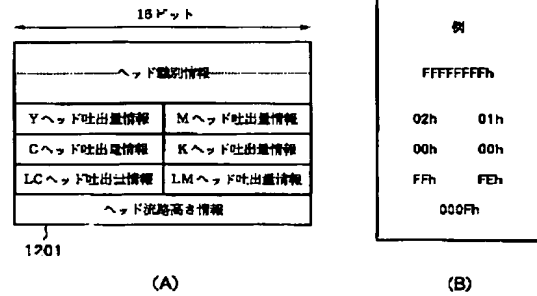 16ビット
ヘッド識別情報
Yヘッド吐出量情報 Mヘッド吐出量情報
Cヘッド吐出量情報 Kヘッド吐出量情報
LCヘッド吐出量情報 LMヘッド吐出量情報
ヘッド流路高さ情報
1201
(A)
例
FFFFFFFFh
02h 01h
00h 00h
FFh FEh
000Fh
(B)